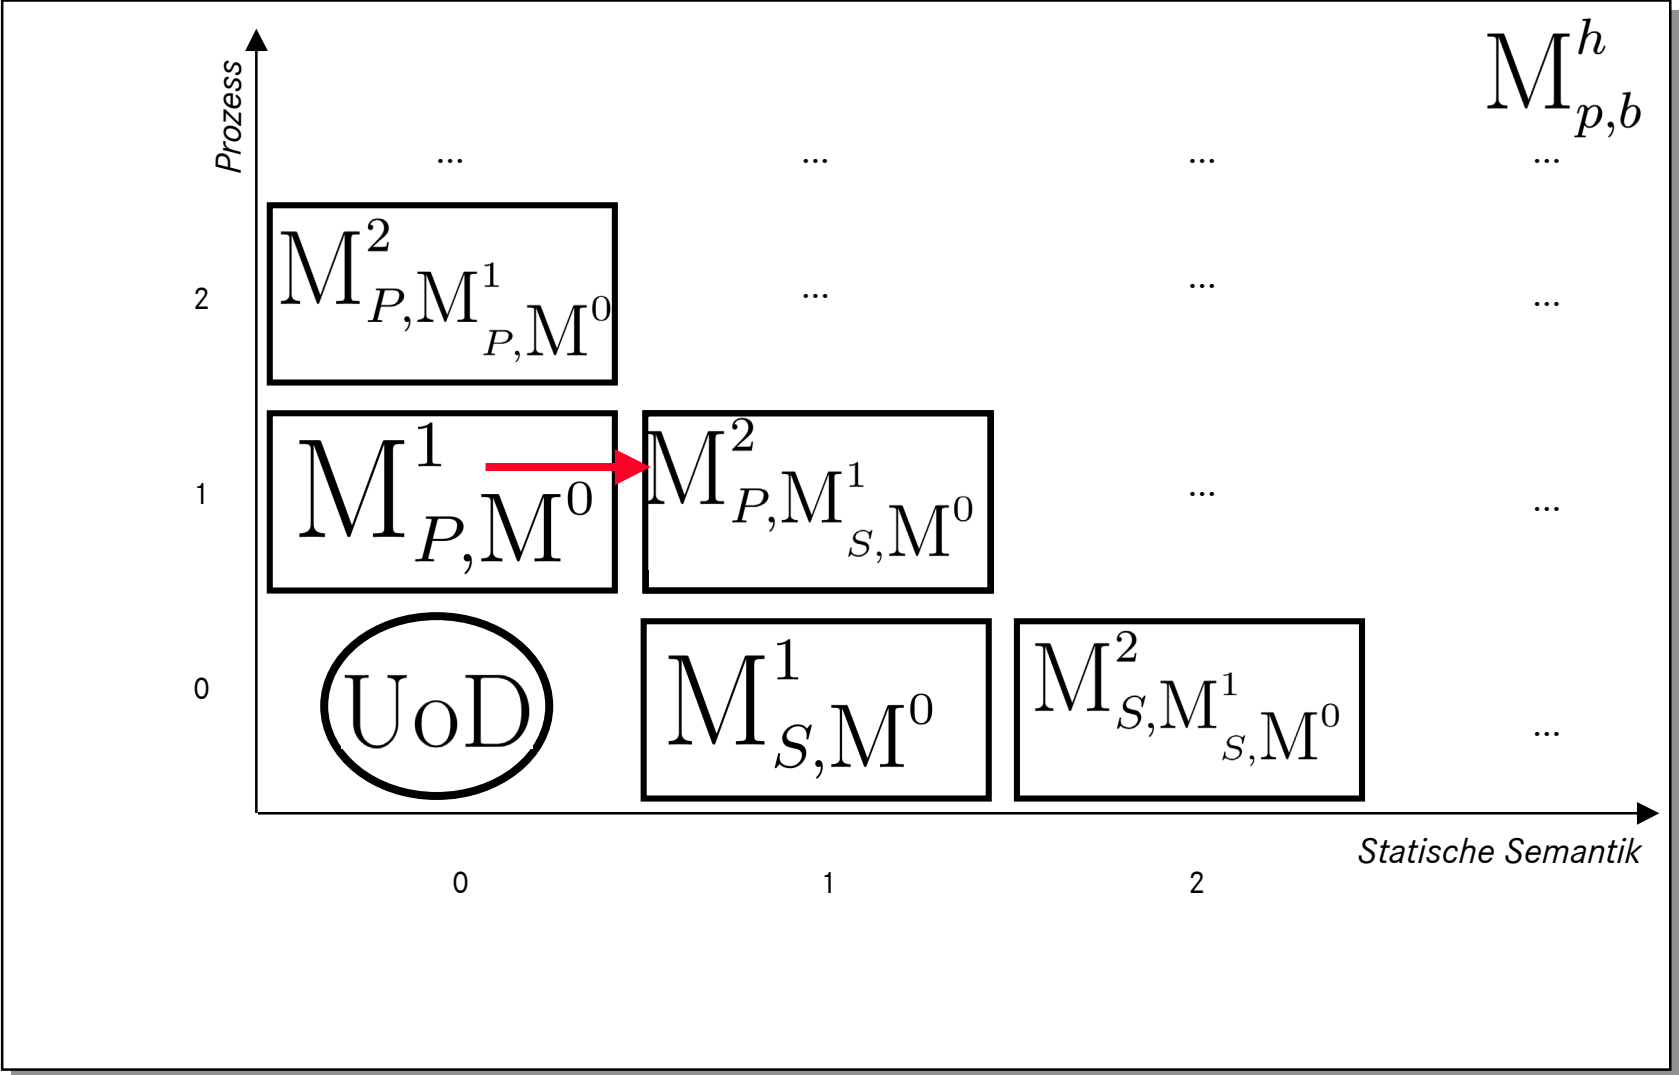 Prozess
M^h_{p,b}
... ... ... ...
2 M^2_{P,M^1_{P,M^0}} ... ... ...
1 M^1_{P,M^0} M^2_{P,M^1_{S,M^0}} ... ...
0 UoD M^1_{S,M^0} M^2_{S,M^1_{S,M^0}} ...
Statische Semantik
0 1 2